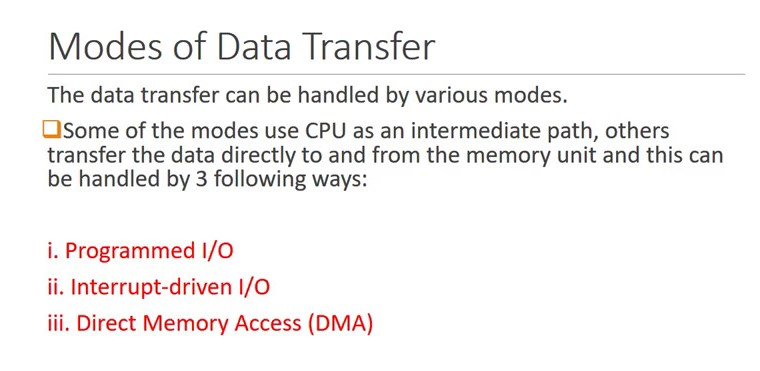 Modes of Data Transfer
The data transfer can be handled by various modes.
Some of the modes use CPU as an intermediate path, others
transfer the data directly to and from the memory unit and this can
be handled by 3 following ways:
i. Programmed I/O
ii. Interrupt-driven I/O
iii. Direct Memory Access (DMA)